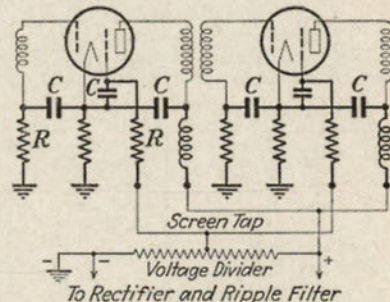 C C C C C
R R
Screen Tap
- - +
Voltage Divider
To Rectifier and Ripple Filter